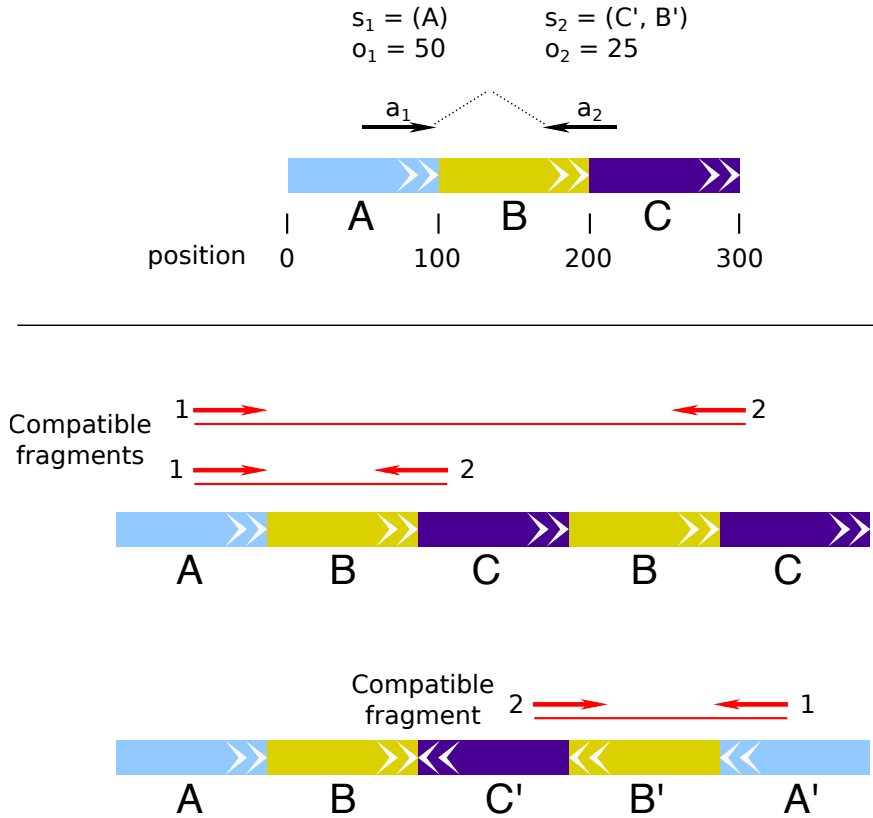 s₁ = (A) s₂ = (C', B')
o₁ = 50 o₂ = 25
a₁ a₂
A B C
position 0 100 200 300
1 2
Compatible
fragments
1 2
A B C B C
Compatible
fragment
2 1
A B C' B' A'